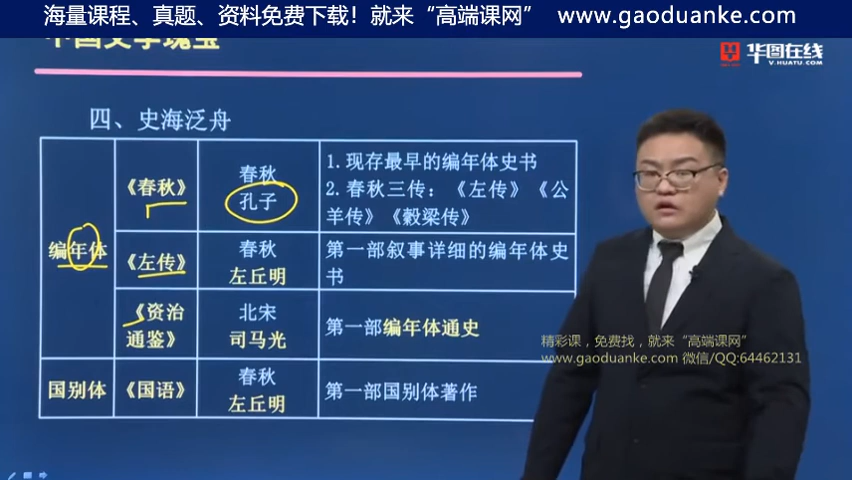 海量课程、真题、资料免费下载！就来“高端课网” www.gaoduanke.com
中国文学瑰宝
华图在线
V.HUATU.COM
四、史海泛舟
编年体
《春秋》
春秋
孔子
1.现存最早的编年体史书
2.春秋三传：《左传》《公
羊传》《穀梁传》
《左传》
春秋
左丘明
第一部叙事详细的编年体史
书
《资治
通鉴》
北宋
司马光
第一部编年体通史
国别体
《国语》
春秋
左丘明
第一部国别体著作
精彩课，免费找，就来“高端课网”
www.gaoduanke.com 微信/QQ:64462131